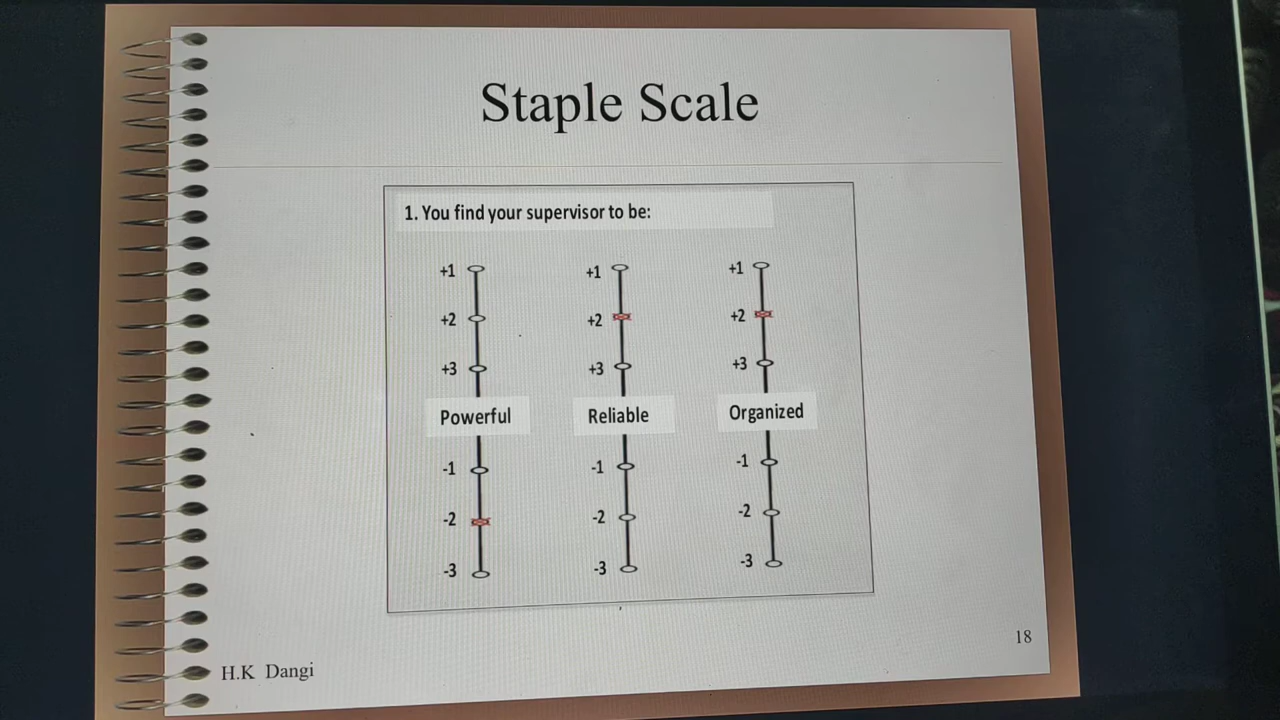 Staple Scale
1. You find your supervisor to be:
+1 +1 +1
+2 +2 +2
+3 +3 +3
Powerful Reliable Organized
-1 -1 -1
-2 -2 -2
-3 -3 -3
18
H.K Dangi